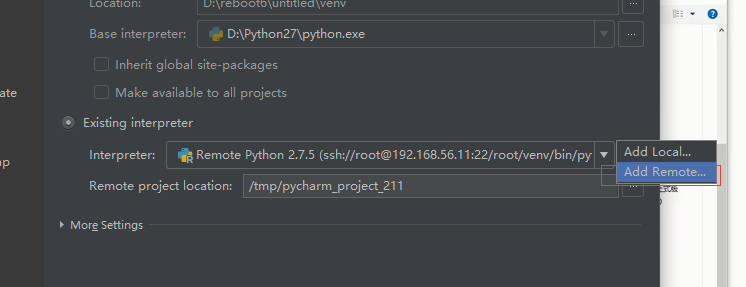 Location: D:\reboot6\untitled\venv ...
Base interpreter: D:\Python27\python.exe ...
Inherit global site-packages
ate
Make available to all projects
Existing interpreter
Interpreter: Remote Python 2.7.5 (ssh://root@192.168.56.11:22/root/venv/bin/py
Add Local...
Add Remote...
Remote project location: /tmp/pycharm_project_211 ...
More Settings